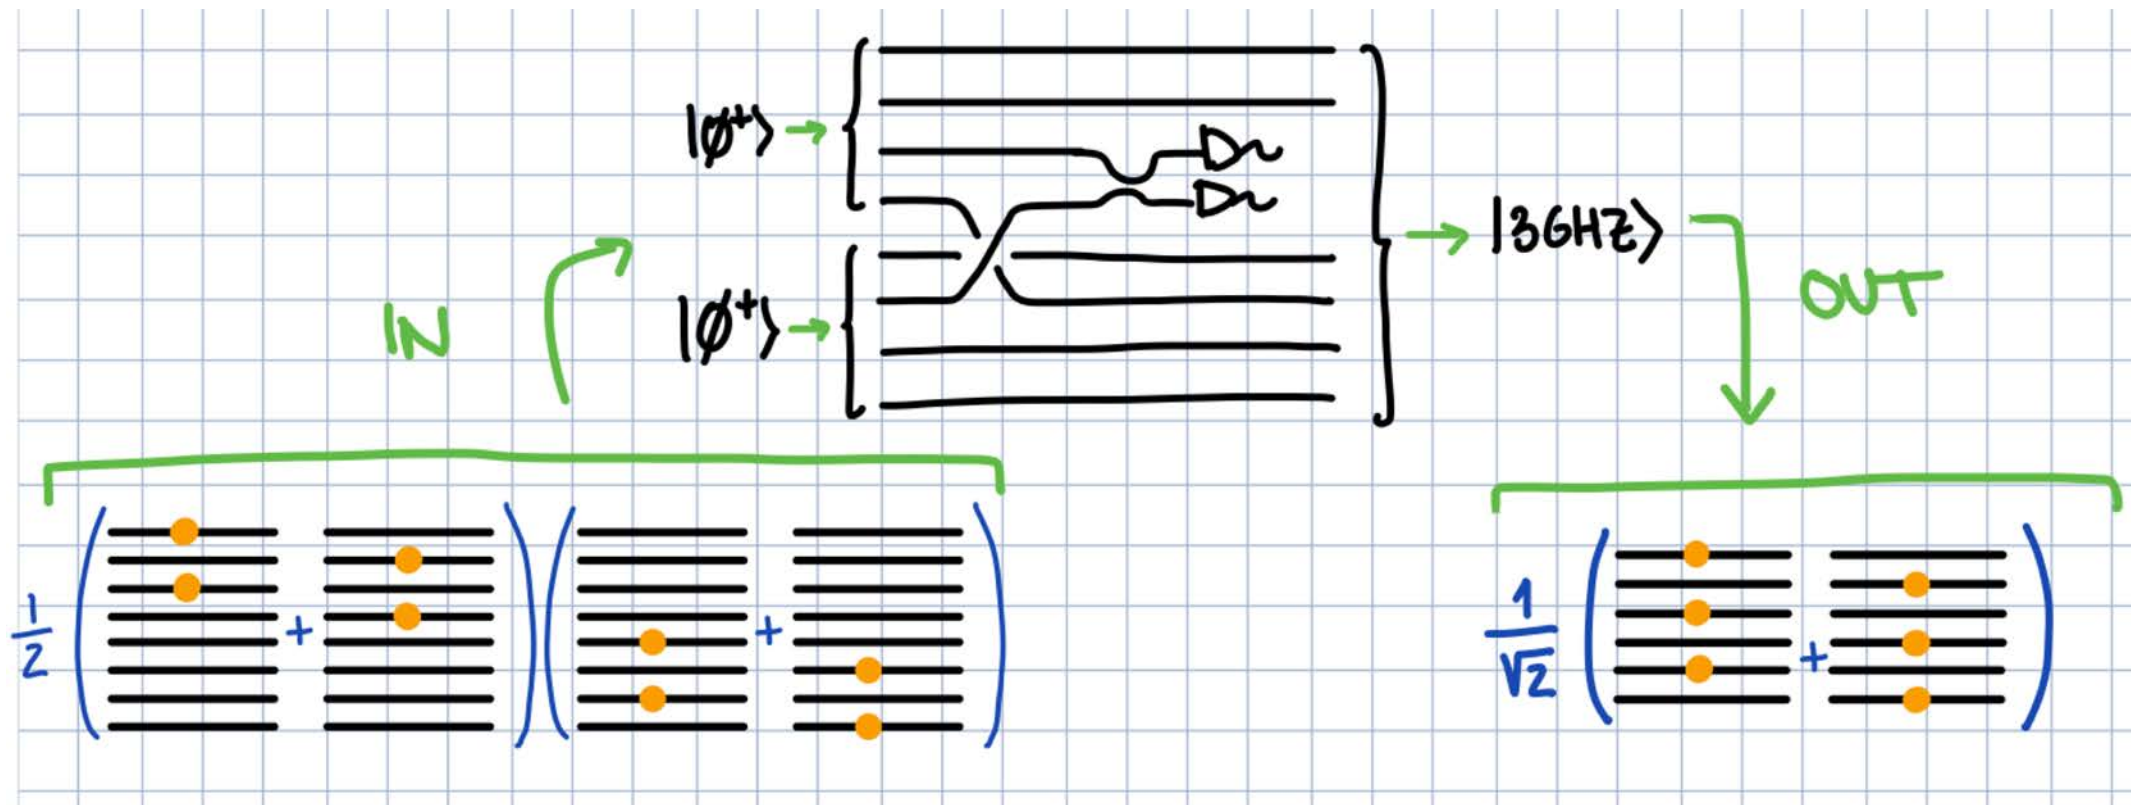 |ø⁺⟩ →
|ø⁺⟩ →
→ |3GHZ⟩
IN
OUT
1/2 ( + ) ( + )
1/√2 ( + )